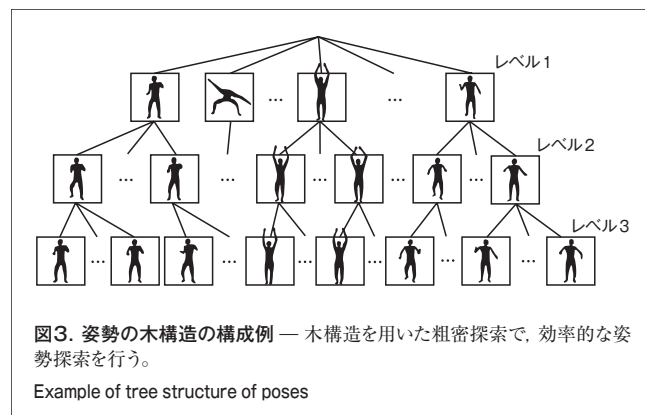 レベル1
… …
レベル2
… … … …
レベル3
… … … …
図3. 姿勢の木構造の構成例 — 木構造を用いた粗密探索で，効率的な姿
勢探索を行う。
Example of tree structure of poses